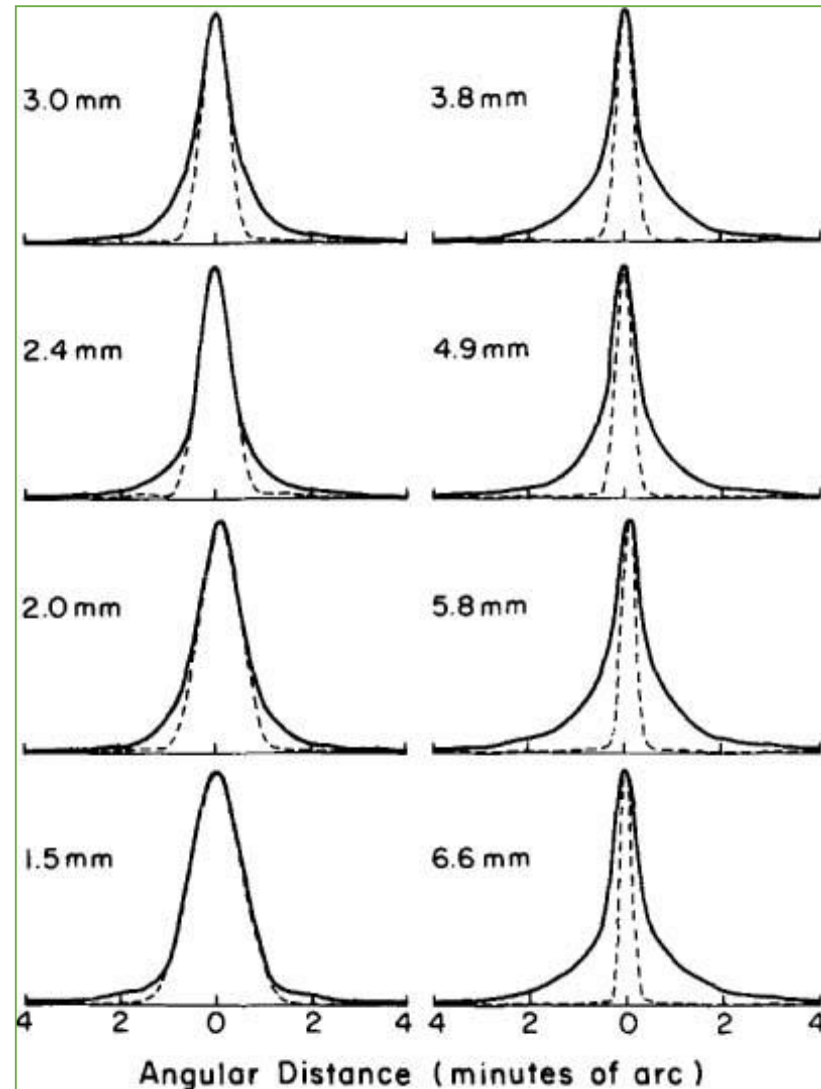 3.0 mm 3.8 mm
2.4 mm 4.9 mm
2.0 mm 5.8 mm
1.5 mm 6.6 mm
4 2 0 2 4 2 0 2 4
Angular Distance (minutes of arc)